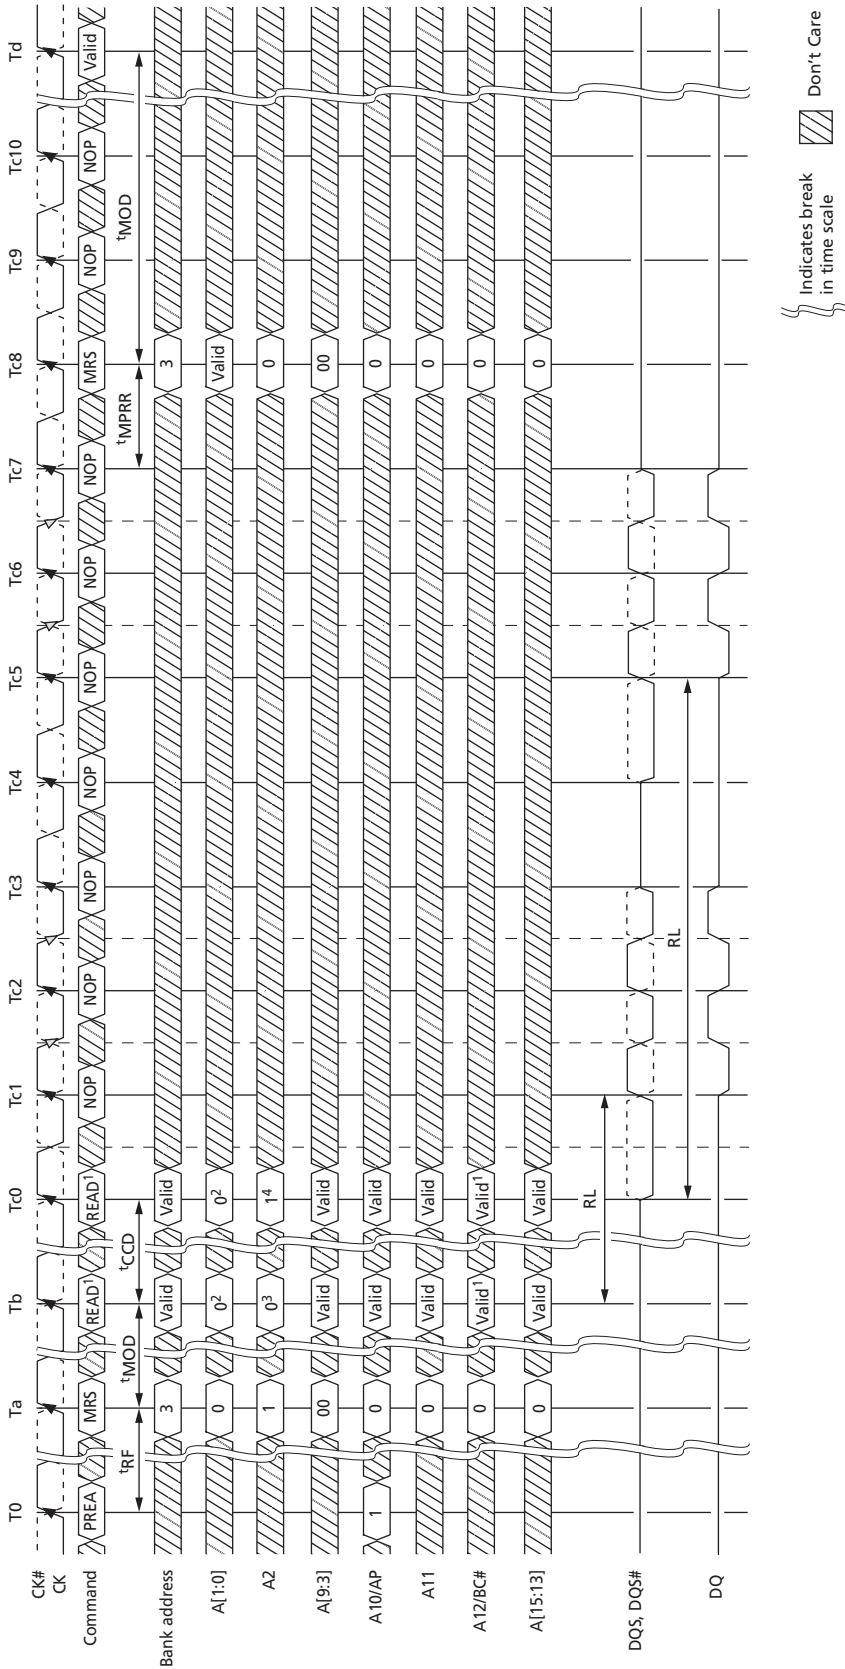 T0 Ta Tb Tc0 Tc1 Tc2 Tc3 Tc4 Tc5 Tc6 Tc7 Tc8 Tc9 Tc10 Td
CK#
CK
Command PREA MRS READ1 READ1 NOP NOP NOP NOP NOP NOP NOP MRS NOP NOP Valid
tRF tMOD tCCD tMPRR tMOD
Bank address 3 Valid Valid 3
A[1:0] 0 0² 0² Valid
A2 1 0³ 1⁴ 0
A[9:3] 00 Valid Valid 00
A10/AP 1 0 Valid Valid 0
A11 0 Valid Valid 0
A12/BC# 0 Valid1 Valid1 0
A[15:13] 0 Valid Valid 0
RL
DQS, DQS#
RL
DQ
Indicates break
in time scale
Don't Care